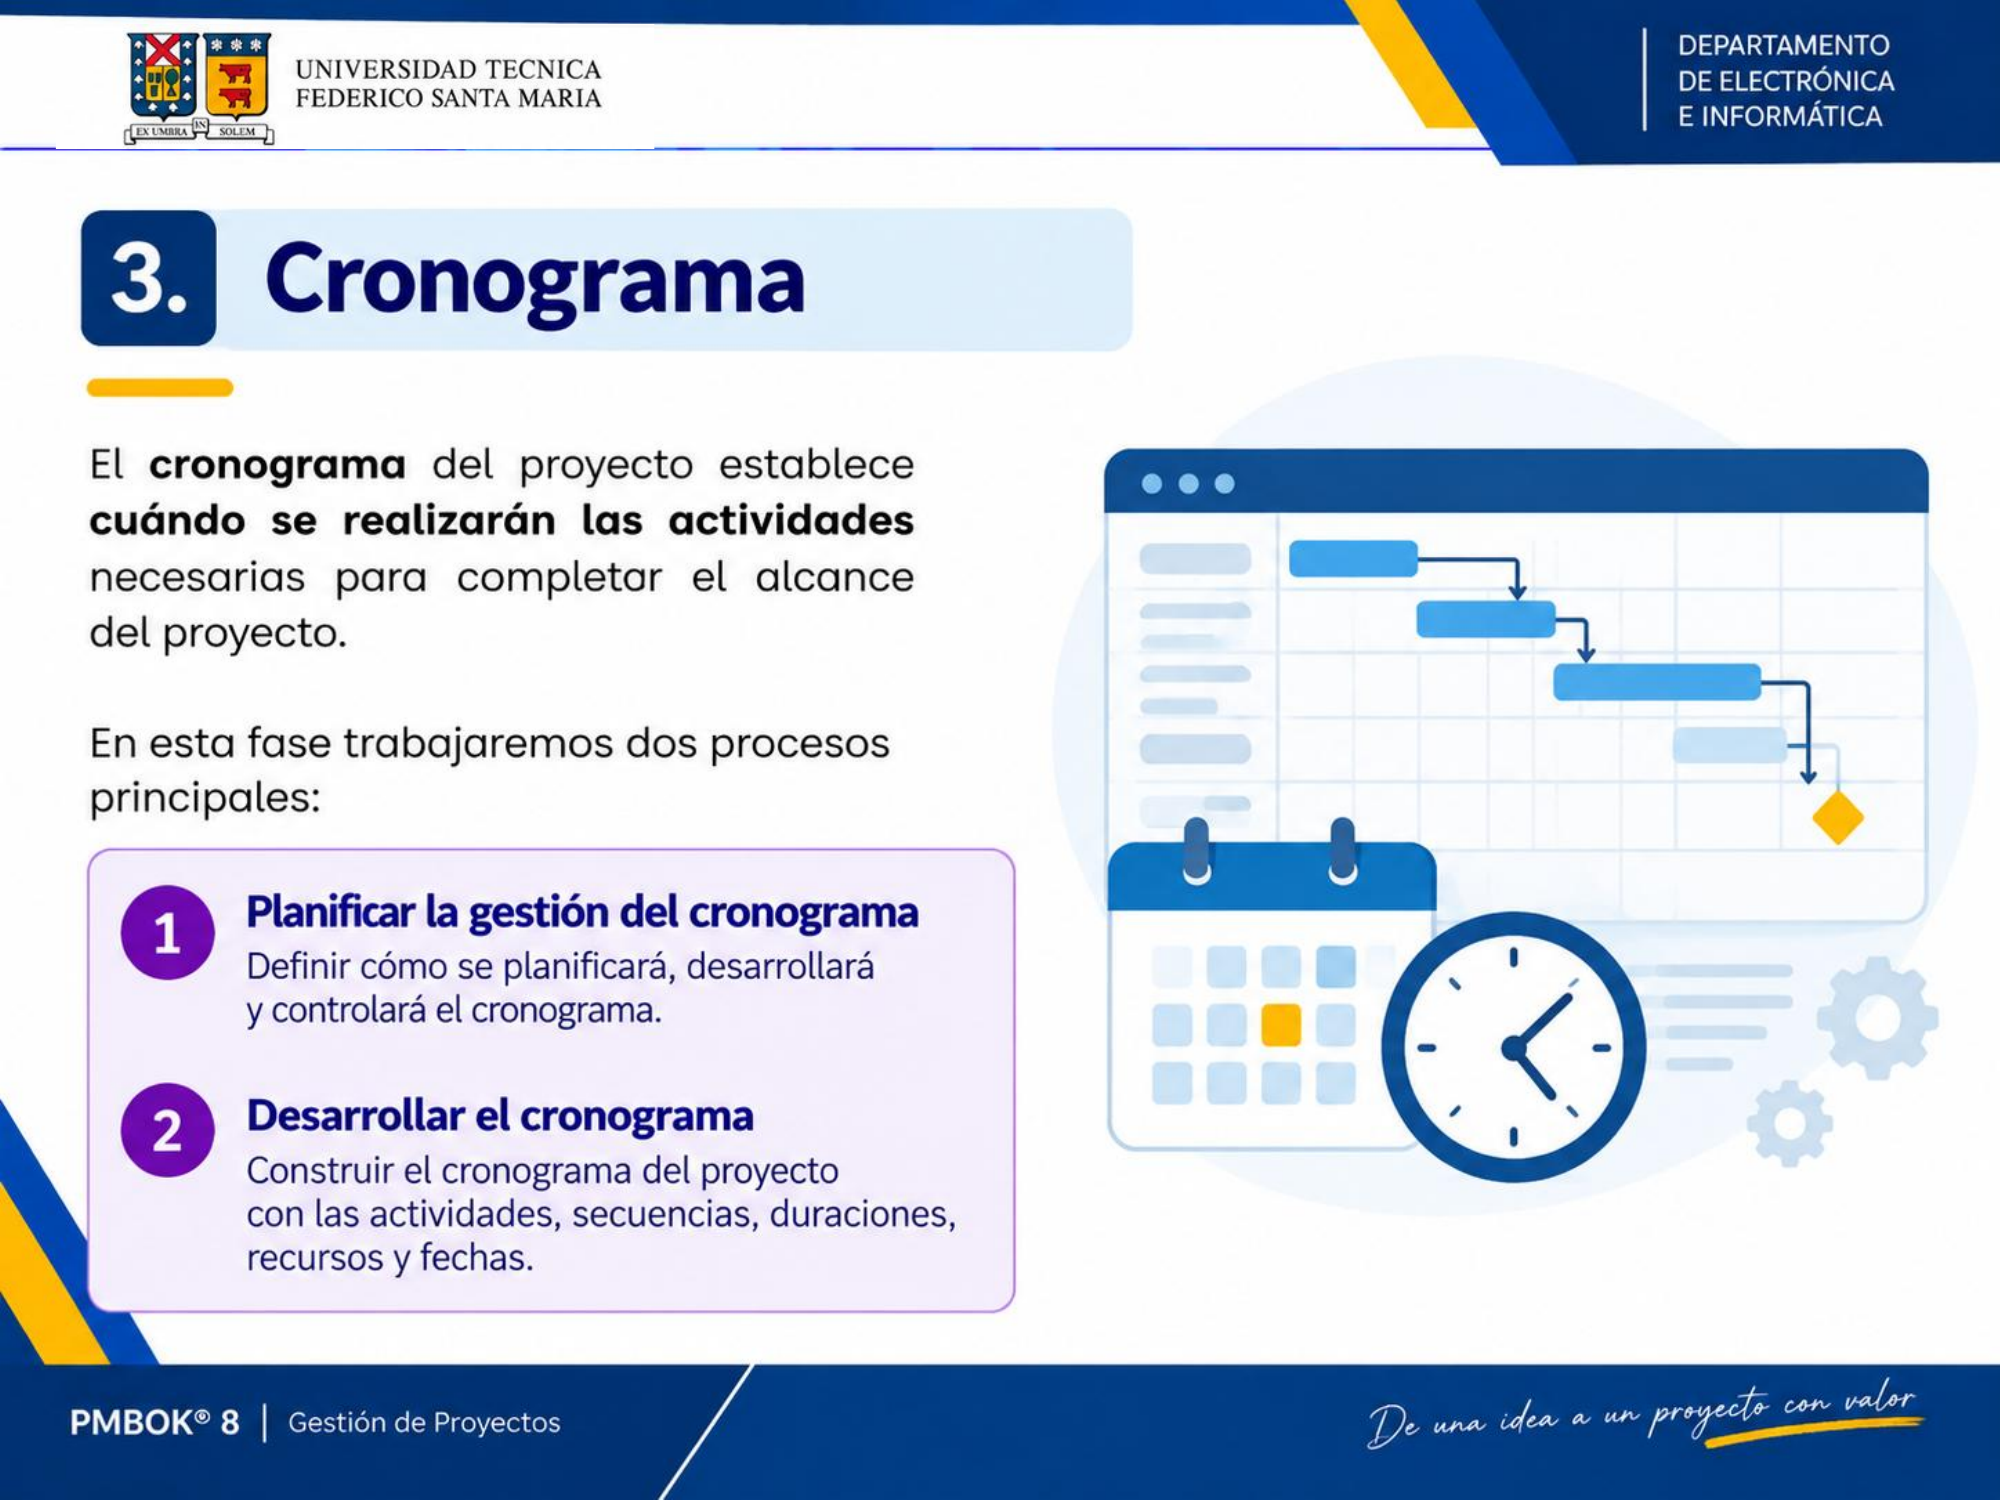 EX UMBRA IN SOLEM
UNIVERSIDAD TECNICA
FEDERICO SANTA MARIA
DEPARTAMENTO
DE ELECTRÓNICA
E INFORMÁTICA
3. Cronograma
El cronograma del proyecto establece
cuándo se realizarán las actividades
necesarias para completar el alcance
del proyecto.
En esta fase trabajaremos dos procesos
principales:
1 Planificar la gestión del cronograma
Definir cómo se planificará, desarrollará
y controlará el cronograma.
2 Desarrollar el cronograma
Construir el cronograma del proyecto
con las actividades, secuencias, duraciones,
recursos y fechas.
PMBOK® 8 | Gestión de Proyectos
De una idea a un proyecto con valor